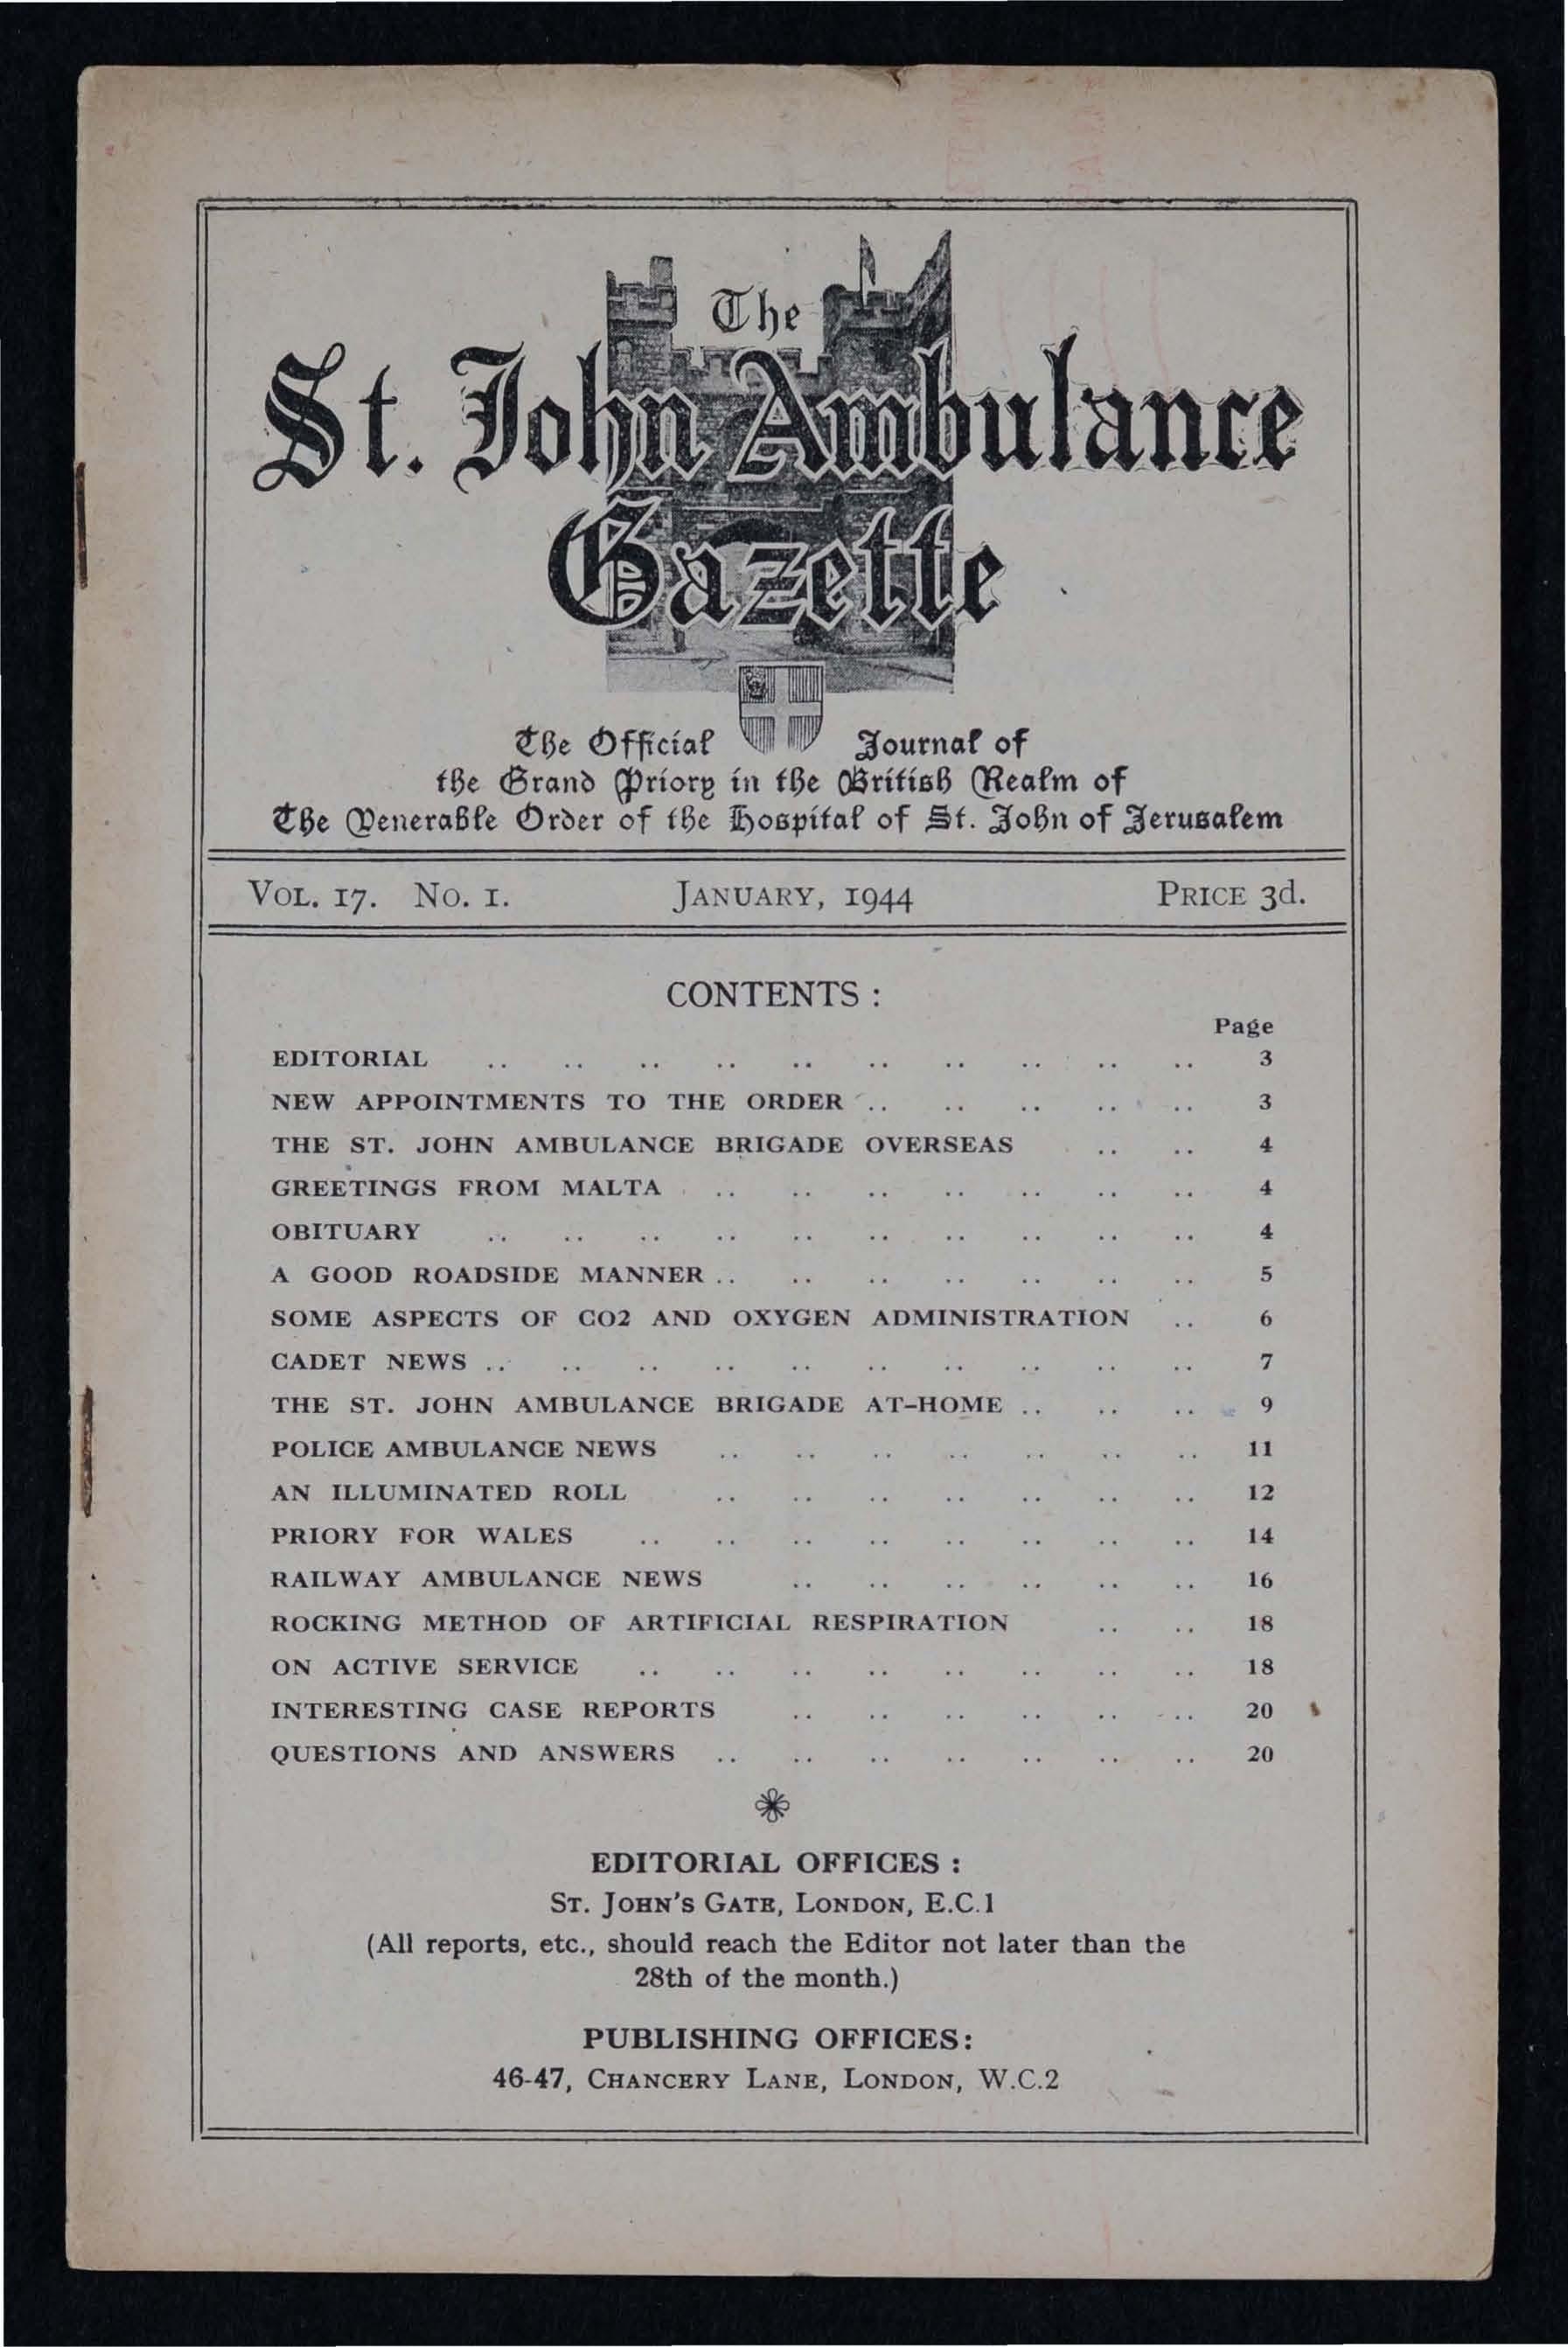 The
St. John Ambulance
Gazette
The Official Journal of
the Grand Priory in the British Realm of
The Venerable Order of the Hospital of St. John of Jerusalem
VOL. 17. NO. 1. JANUARY, 1944 PRICE 3d.
CONTENTS :
Page
EDITORIAL .. .. .. .. .. .. .. .. .. .. 3
NEW APPOINTMENTS TO THE ORDER .. .. .. .. .. 3
THE ST. JOHN AMBULANCE BRIGADE OVERSEAS .. .. 4
GREETINGS FROM MALTA .. .. .. .. .. .. .. 4
OBITUARY .. .. .. .. .. .. .. .. .. .. 4
A GOOD ROADSIDE MANNER .. .. .. .. .. .. .. 5
SOME ASPECTS OF CO2 AND OXYGEN ADMINISTRATION .. 6
CADET NEWS .. .. .. .. .. .. .. .. .. .. 7
THE ST. JOHN AMBULANCE BRIGADE AT-HOME .. .. .. 9
POLICE AMBULANCE NEWS .. .. .. .. .. .. .. 11
AN ILLUMINATED ROLL .. .. .. .. .. .. .. 12
PRIORY FOR WALES .. .. .. .. .. .. .. .. 14
RAILWAY AMBULANCE NEWS .. .. .. .. .. .. 16
ROCKING METHOD OF ARTIFICIAL RESPIRATION .. .. 18
ON ACTIVE SERVICE .. .. .. .. .. .. .. .. 18
INTERESTING CASE REPORTS .. .. .. .. .. .. 20
QUESTIONS AND ANSWERS .. .. .. .. .. .. .. 20
EDITORIAL OFFICES :
ST. JOHN'S GATE, LONDON, E.C.1
(All reports, etc., should reach the Editor not later than the
28th of the month.)
PUBLISHING OFFICES:
46-47, CHANCERY LANE, LONDON, W.C.2